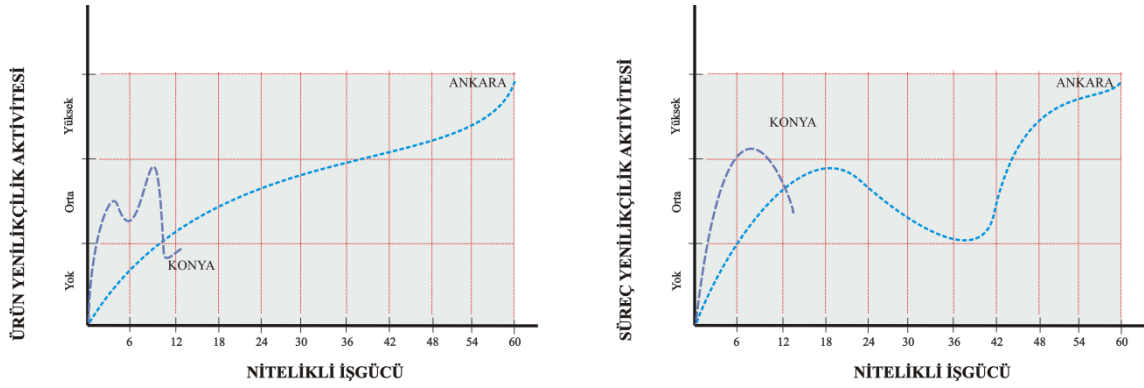 ÜRÜN YENİLİKÇİLİK AKTİVİTESİ
Yüksek
Orta
Yok
ANKARA
KONYA
6 12 18 24 30 36 42 48 54 60
NİTELİKLİ İŞGÜCÜ
SÜREÇ YENİLİKÇİLİK AKTİVİTESİ
Yüksek
Orta
Yok
ANKARA
KONYA
6 12 18 24 30 36 42 48 54 60
NİTELİKLİ İŞGÜCÜ